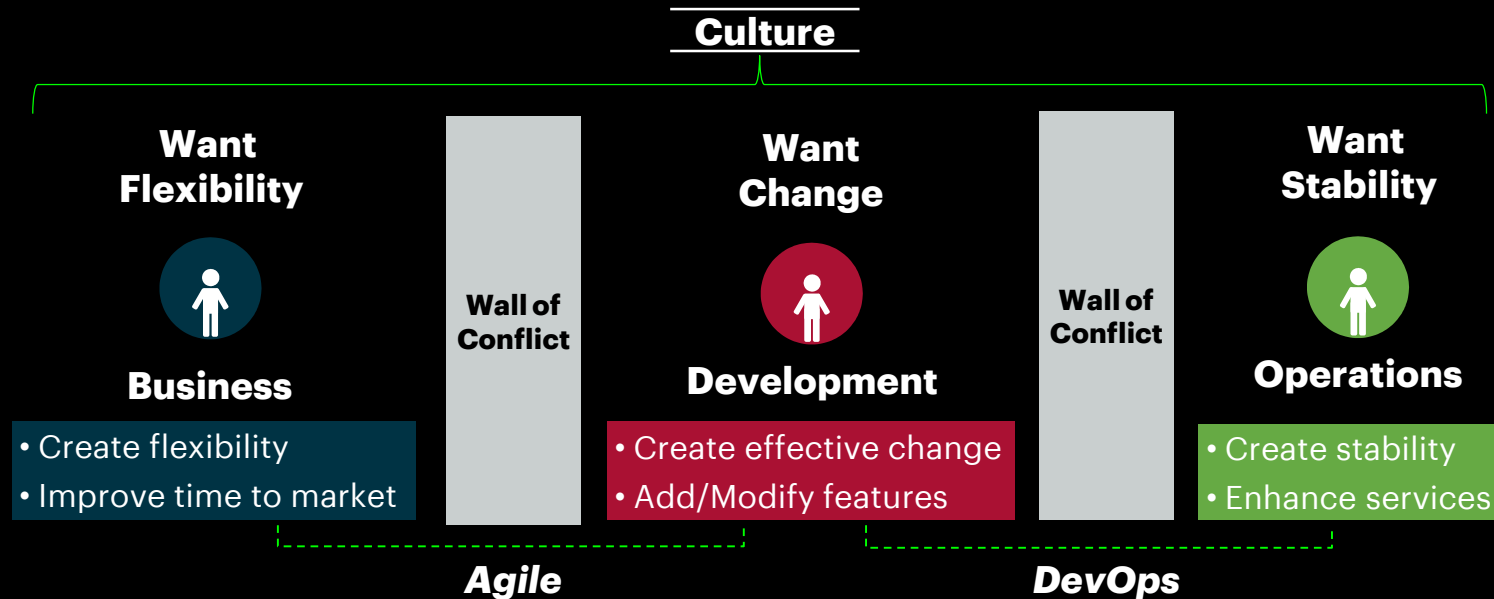 Culture
Want
Flexibility
Business
• Create flexibility
• Improve time to market
Wall of
Conflict
Want
Change
Development
• Create effective change
• Add/Modify features
Wall of
Conflict
Want
Stability
Operations
• Create stability
• Enhance services
Agile
DevOps